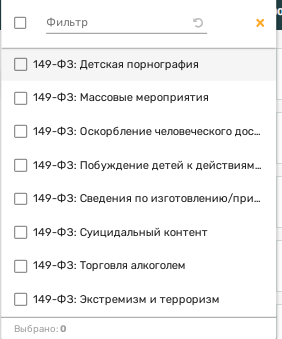 Фильтр
149-ФЗ: Детская порнография
149-ФЗ: Массовые мероприятия
149-ФЗ: Оскорбление человеческого дос…
149-ФЗ: Побуждение детей к действиям…
149-ФЗ: Сведения по изготовлению/при…
149-ФЗ: Суицидальный контент
149-ФЗ: Торговля алкоголем
149-ФЗ: Экстремизм и терроризм
Выбрано: 0